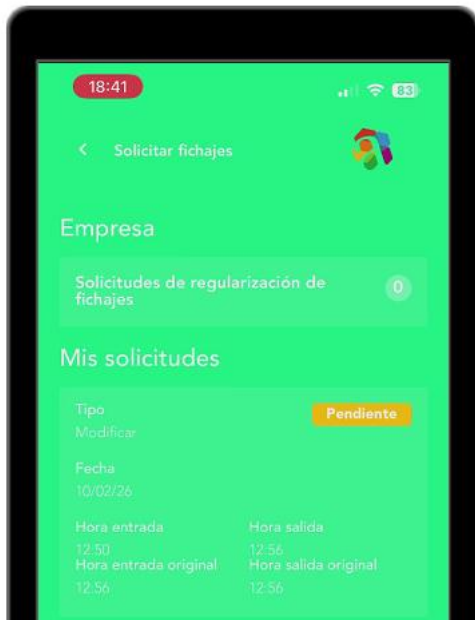 18:41
83
Solicitar fichajes
Empresa
Solicitudes de regularización de
fichajes
0
Mis solicitudes
Tipo
Pendiente
Modificar
Fecha
10/02/26
Hora entrada Hora salida
12:50 12:56
Hora entrada original Hora salida original
12:56 12:56